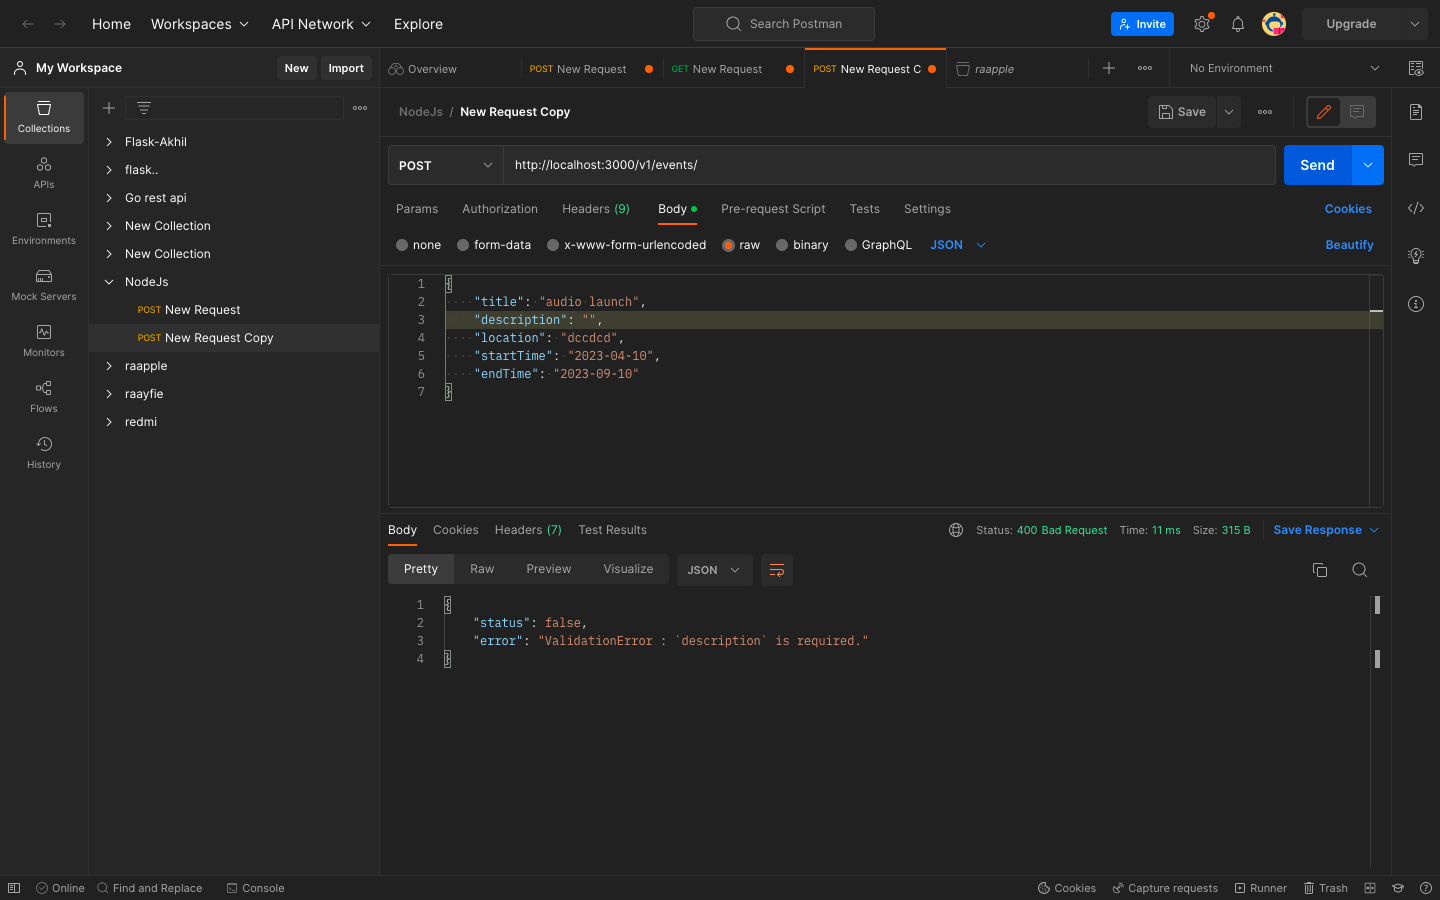 Home Workspaces API Network Explore Search Postman Invite Upgrade
My Workspace New Import Overview POST New Request GET New Request POST New Request C raapple No Environment
Collections
APIs
Environments
Mock Servers
Monitors
Flows
History
Flask-Akhil
flask..
Go rest api
New Collection
New Collection
NodeJs
POST New Request
POST New Request Copy
raapple
raayfie
redmi
NodeJs / New Request Copy Save
POST http://localhost:3000/v1/events/ Send
Params Authorization Headers (9) Body Pre-request Script Tests Settings Cookies
none form-data x-www-form-urlencoded raw binary GraphQL JSON Beautify
1 {
2 "title": "audio launch",
3 "description": "",
4 "location": "dccdcd",
5 "startTime": "2023-04-10",
6 "endTime": "2023-09-10"
7 }
Body Cookies Headers (7) Test Results Status: 400 Bad Request Time: 11 ms Size: 315 B Save Response
Pretty Raw Preview Visualize JSON
1 {
2 "status": false,
3 "error": "ValidationError : `description` is required."
4 }
Online Find and Replace Console Cookies Capture requests Runner Trash